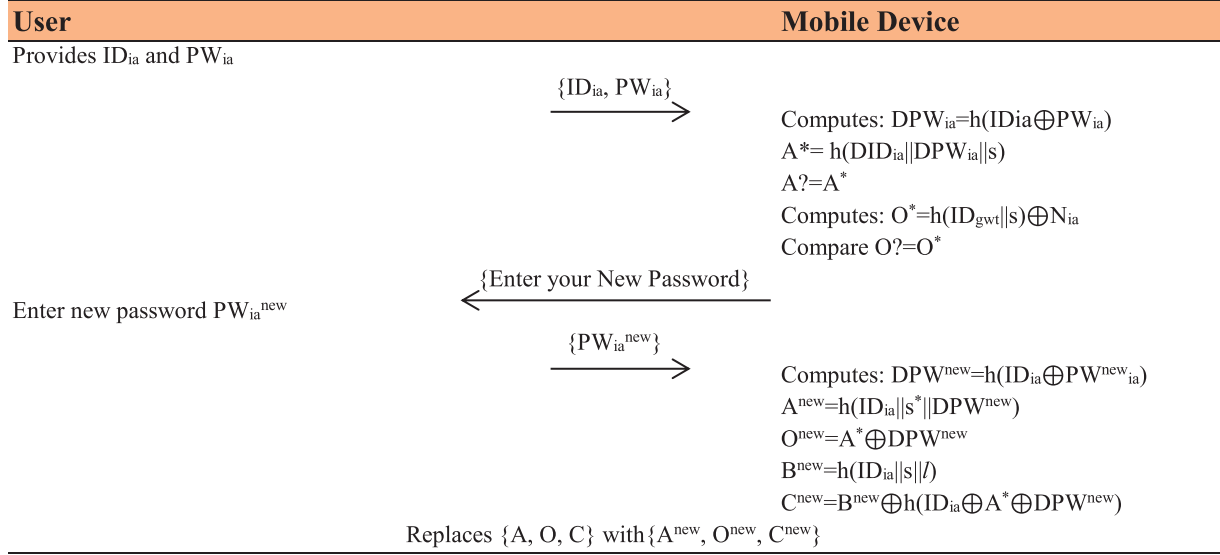 User Mobile Device
Provides IDia and PWia
{IDia, PWia}
Computes: DPWia=h(IDia⨁PWia)
A*= h(DIDia||DPWia||s)
A?=A*
Computes: O*=h(IDgwt||s)⨁Nia
Compare O?=O*
{Enter your New Password}
Enter new password PWianew
{PWianew}
Computes: DPWnew=h(IDia⨁PWnewia)
Anew=h(IDia||s*||DPWnew)
Onew=A*⨁DPWnew
Bnew=h(IDia||s||l)
Cnew=Bnew⨁h(IDia⨁A*⨁DPWnew)
Replaces {A, O, C} with{Anew, Onew, Cnew}